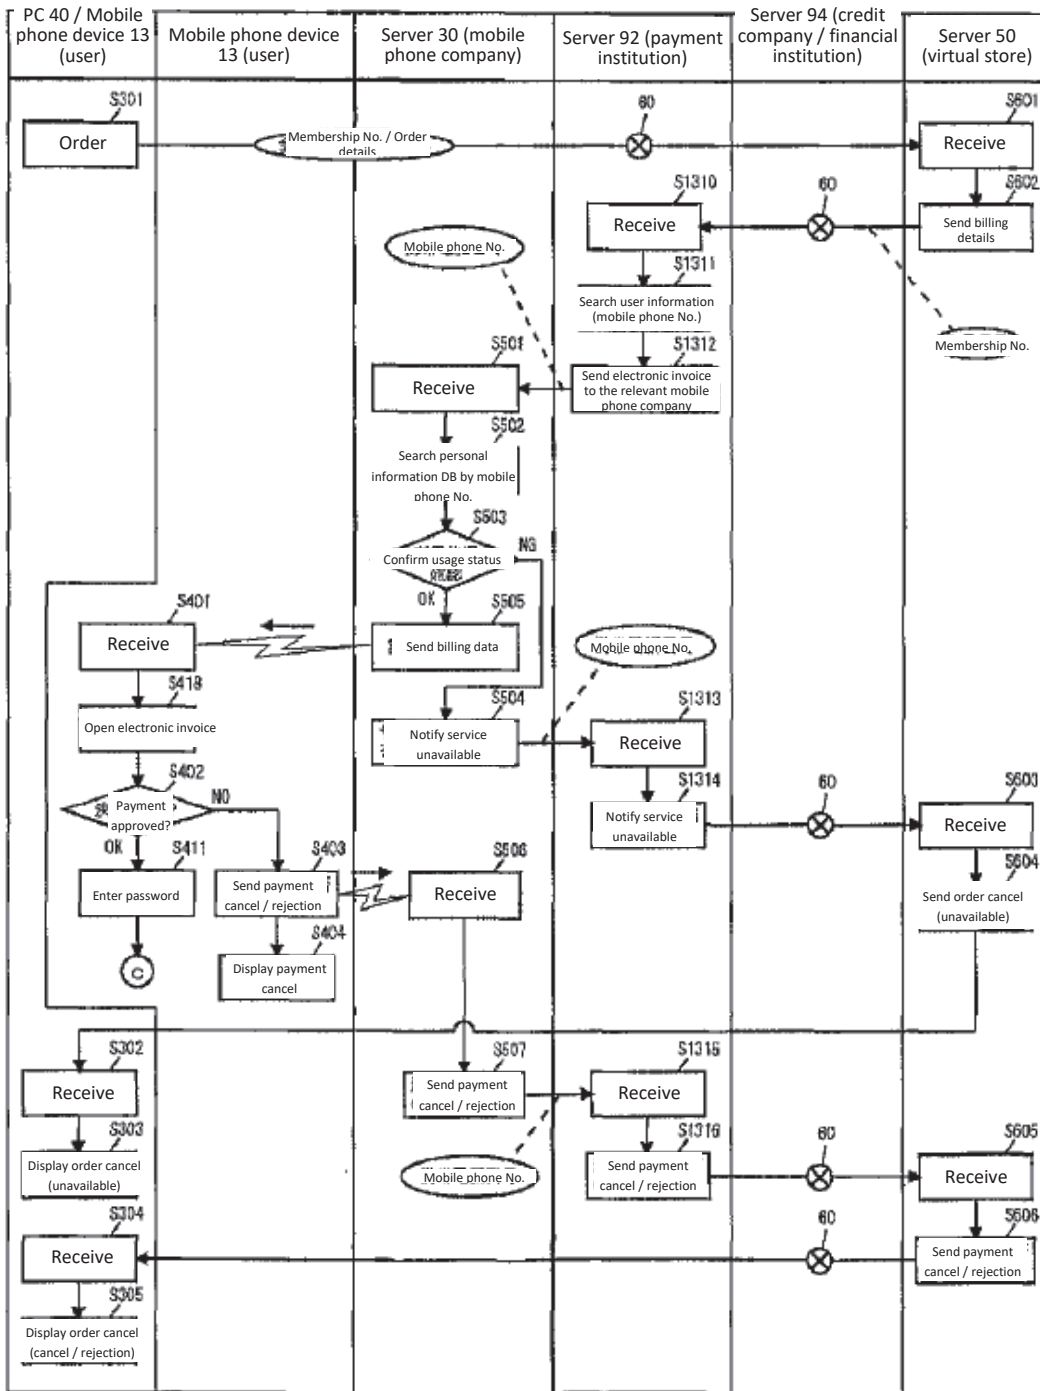 PC 40 / Mobile
phone device 13
(user)
Mobile phone device
13 (user)
Server 30 (mobile
phone company)
Server 92 (payment
institution)
Server 94 (credit
company / financial
institution)
Server 50
(virtual store)
S301
Order
Membership No. / Order
details
60
S601
Receive
S602
Send billing
details
60
S1310
Receive
Mobile phone No.
S1311
Search user information
(mobile phone No.)
Membership No.
S1312
Send electronic invoice
to the relevant mobile
phone company
S501
Receive
S502
Search personal
information DB by mobile
phone No.
S503
Confirm usage status
NG
OK
S505
Send billing data
S401
Receive
Mobile phone No.
S418
Open electronic invoice
S504
Notify service
unavailable
S1313
Receive
S402
Payment
approved?
NO
OK
S1314
Notify service
unavailable
60
S603
Receive
S411
Enter password
S403
Send payment
cancel / rejection
S506
Receive
S604
Send order cancel
(unavailable)
S404
Display payment
cancel
C
S302
Receive
S507
Send payment
cancel / rejection
S1315
Receive
S303
Display order cancel
(unavailable)
Mobile phone No.
S1316
Send payment
cancel / rejection
60
S605
Receive
S304
Receive
60
S606
Send payment
cancel / rejection
S305
Display order cancel
(cancel / rejection)